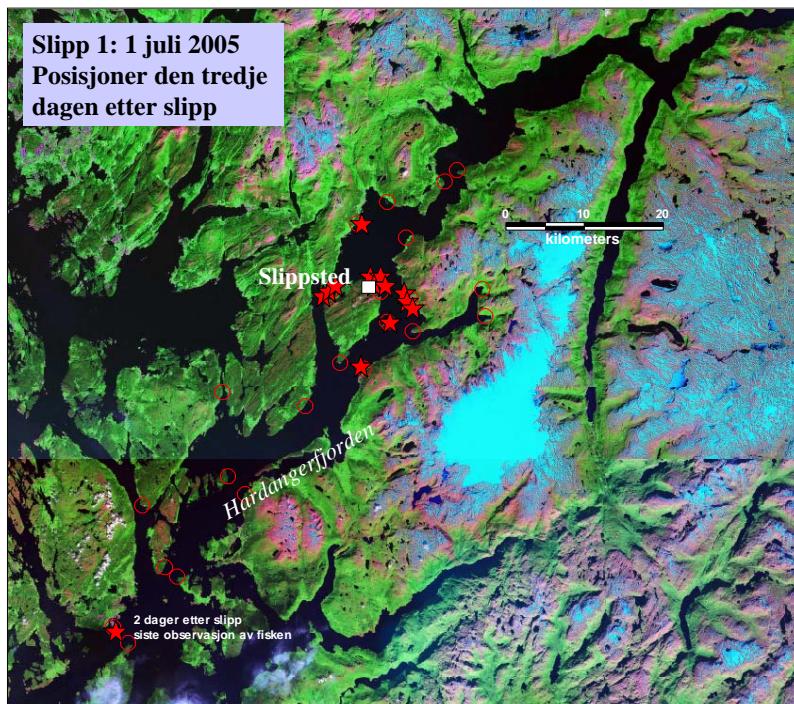 Slipp 1: 1 juli 2005
Posisjoner den tredje
dagen etter slipp
0 10 20
kilometers
Slippsted
Hardangerfjorden
2 dager etter slipp
siste observasjon av fisken